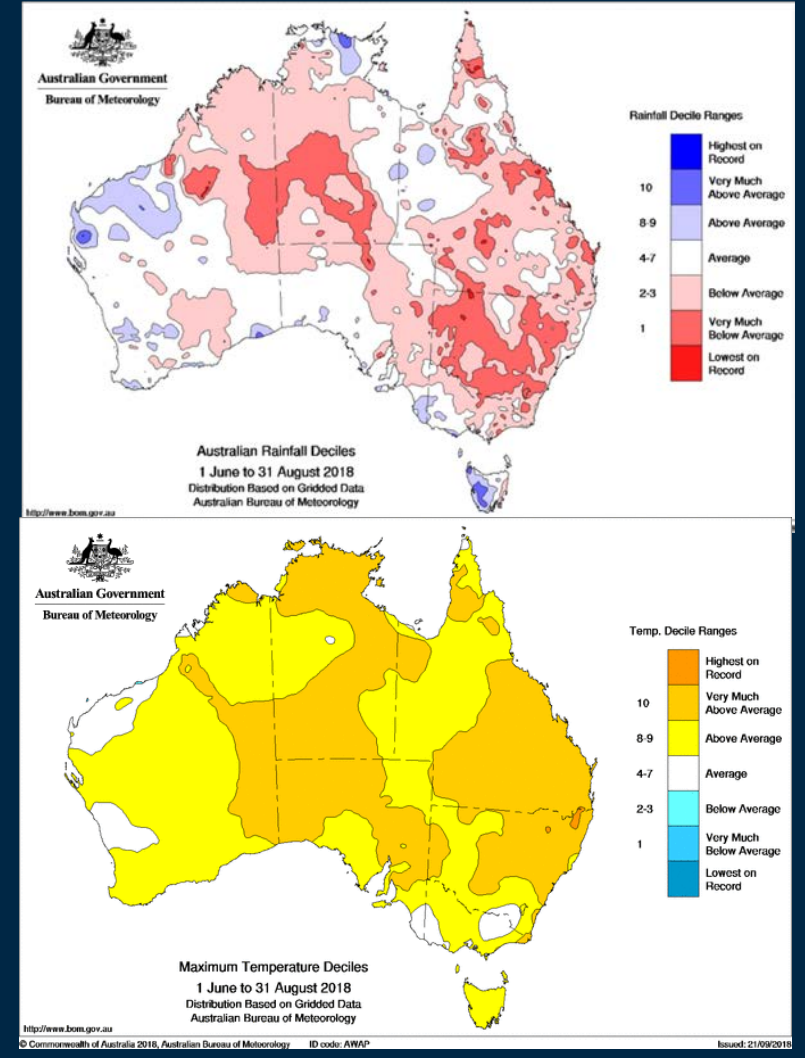 Australian Government
Bureau of Meteorology
Rainfall Decile Ranges
Highest on
Record
10
Very Much
Above Average
8-9
Above Average
4-7
Average
2-3
Below Average
1
Very Much
Below Average
Lowest on
Record
Australian Rainfall Deciles
1 June to 31 August 2018
Distribution Based on Gridded Data
Australian Bureau of Meteorology
http://www.bom.gov.au
Australian Government
Bureau of Meteorology
Temp. Decile Ranges
Highest on
Record
10
Very Much
Above Average
8-9
Above Average
4-7
Average
2-3
Below Average
1
Very Much
Below Average
Lowest on
Record
Maximum Temperature Deciles
1 June to 31 August 2018
Distribution Based on Gridded Data
Australian Bureau of Meteorology
http://www.bom.gov.au
© Commonwealth of Australia 2018, Australian Bureau of Meteorology ID code: AWAP Issued: 21/09/2018